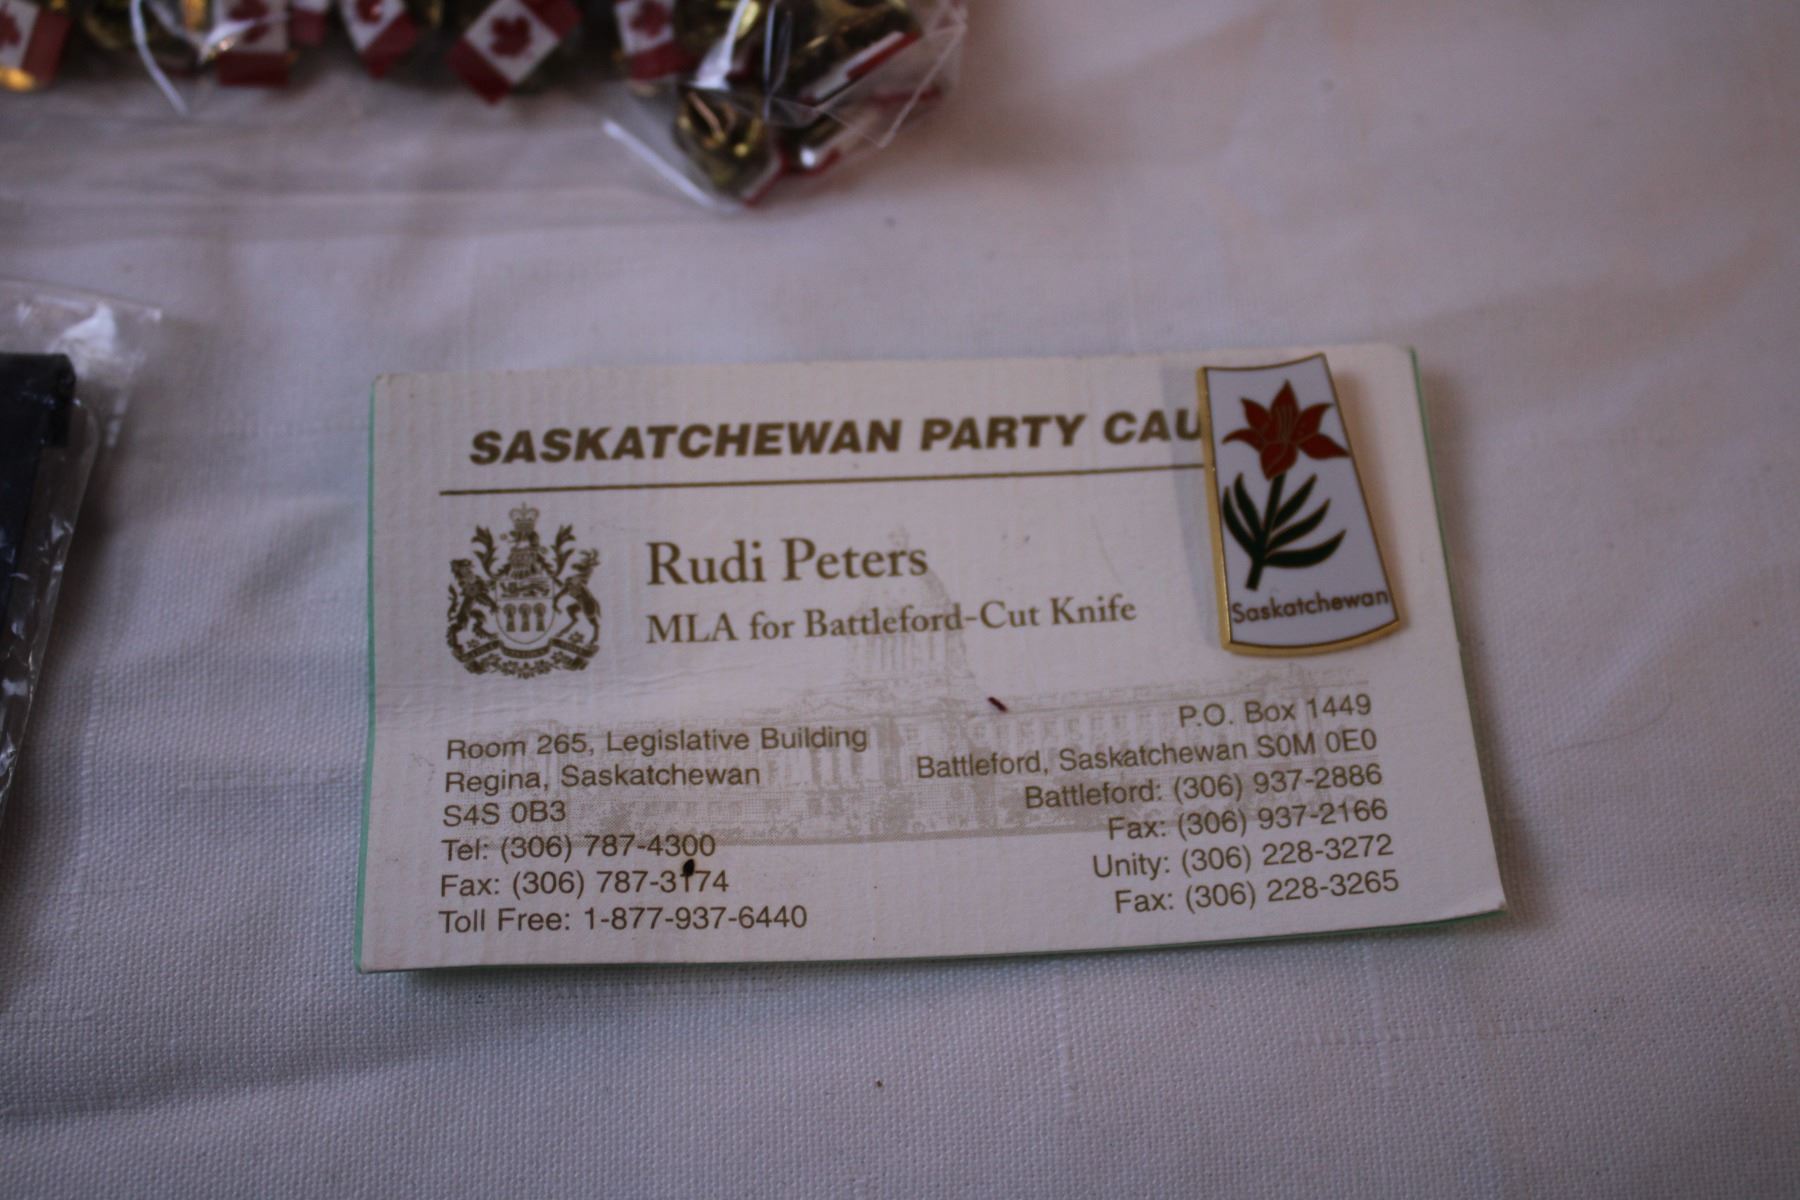 SASKATCHEWAN PARTY CAU
Rudi Peters
MLA for Battleford-Cut Knife
Saskatchewan
Room 265, Legislative Building
Regina, Saskatchewan
S4S 0B3
Tel: (306) 787-4300
Fax: (306) 787-3174
Toll Free: 1-877-937-6440
P.O. Box 1449
Battleford, Saskatchewan S0M 0E0
Battleford: (306) 937-2886
Fax: (306) 937-2166
Unity: (306) 228-3272
Fax: (306) 228-3265